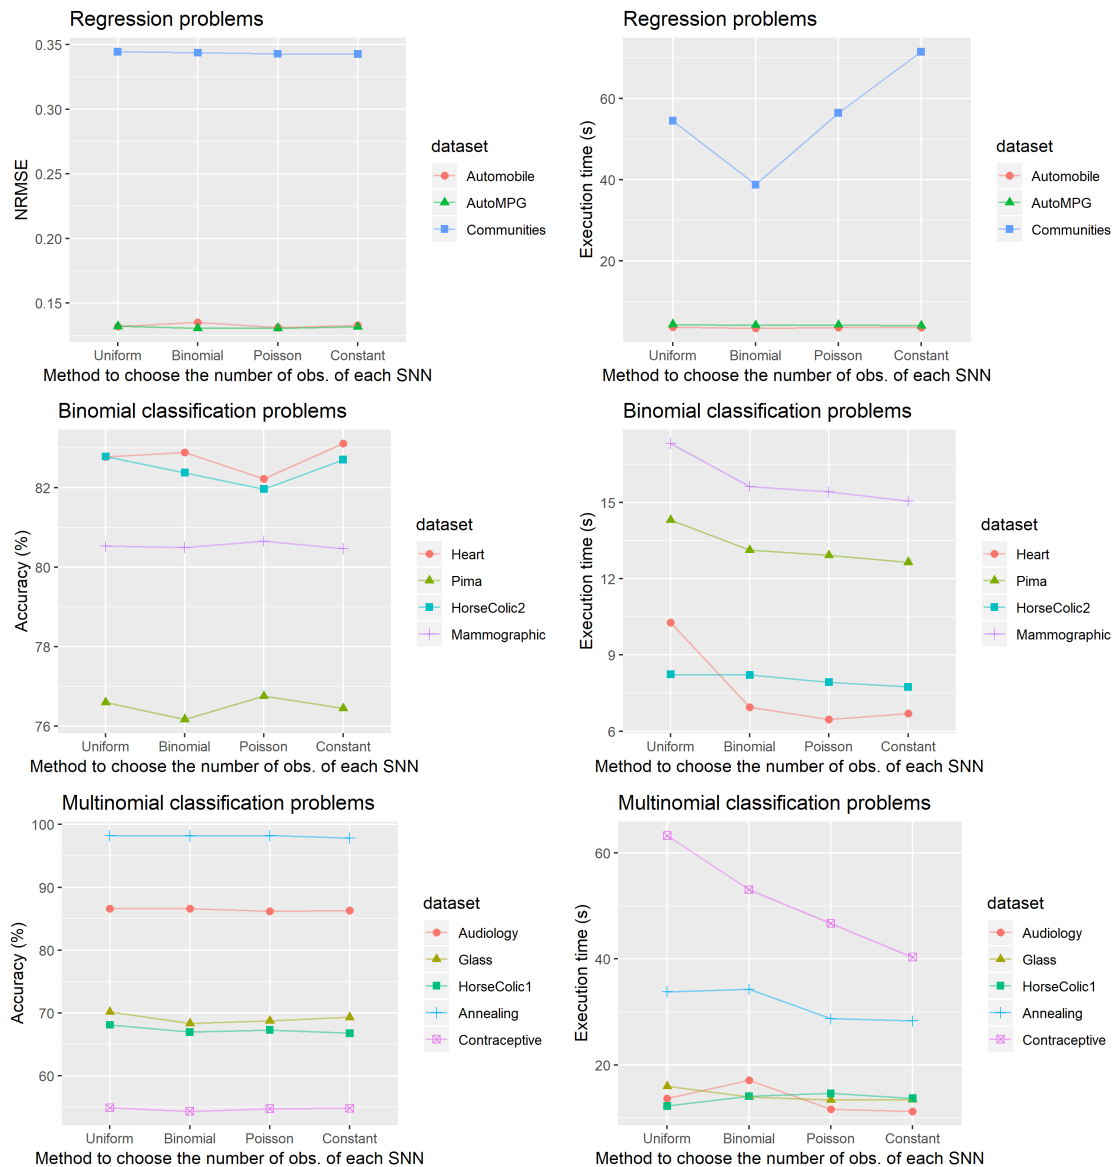 Regression problems
NRMSE
0.35
0.30
0.25
0.20
0.15
Uniform Binomial Poisson Constant
Method to choose the number of obs. of each SNN
dataset
Automobile
AutoMPG
Communities
Regression problems
Execution time (s)
60
40
20
Uniform Binomial Poisson Constant
Method to choose the number of obs. of each SNN
dataset
Automobile
AutoMPG
Communities
Binomial classification problems
Accuracy (%)
82
80
78
76
Uniform Binomial Poisson Constant
Method to choose the number of obs. of each SNN
dataset
Heart
Pima
HorseColic2
Mammographic
Binomial classification problems
Execution time (s)
15
12
9
6
Uniform Binomial Poisson Constant
Method to choose the number of obs. of each SNN
dataset
Heart
Pima
HorseColic2
Mammographic
Multinomial classification problems
Accuracy (%)
100
90
80
70
60
Uniform Binomial Poisson Constant
Method to choose the number of obs. of each SNN
dataset
Audiology
Glass
HorseColic1
Annealing
Contraceptive
Multinomial classification problems
Execution time (s)
60
40
20
Uniform Binomial Poisson Constant
Method to choose the number of obs. of each SNN
dataset
Audiology
Glass
HorseColic1
Annealing
Contraceptive